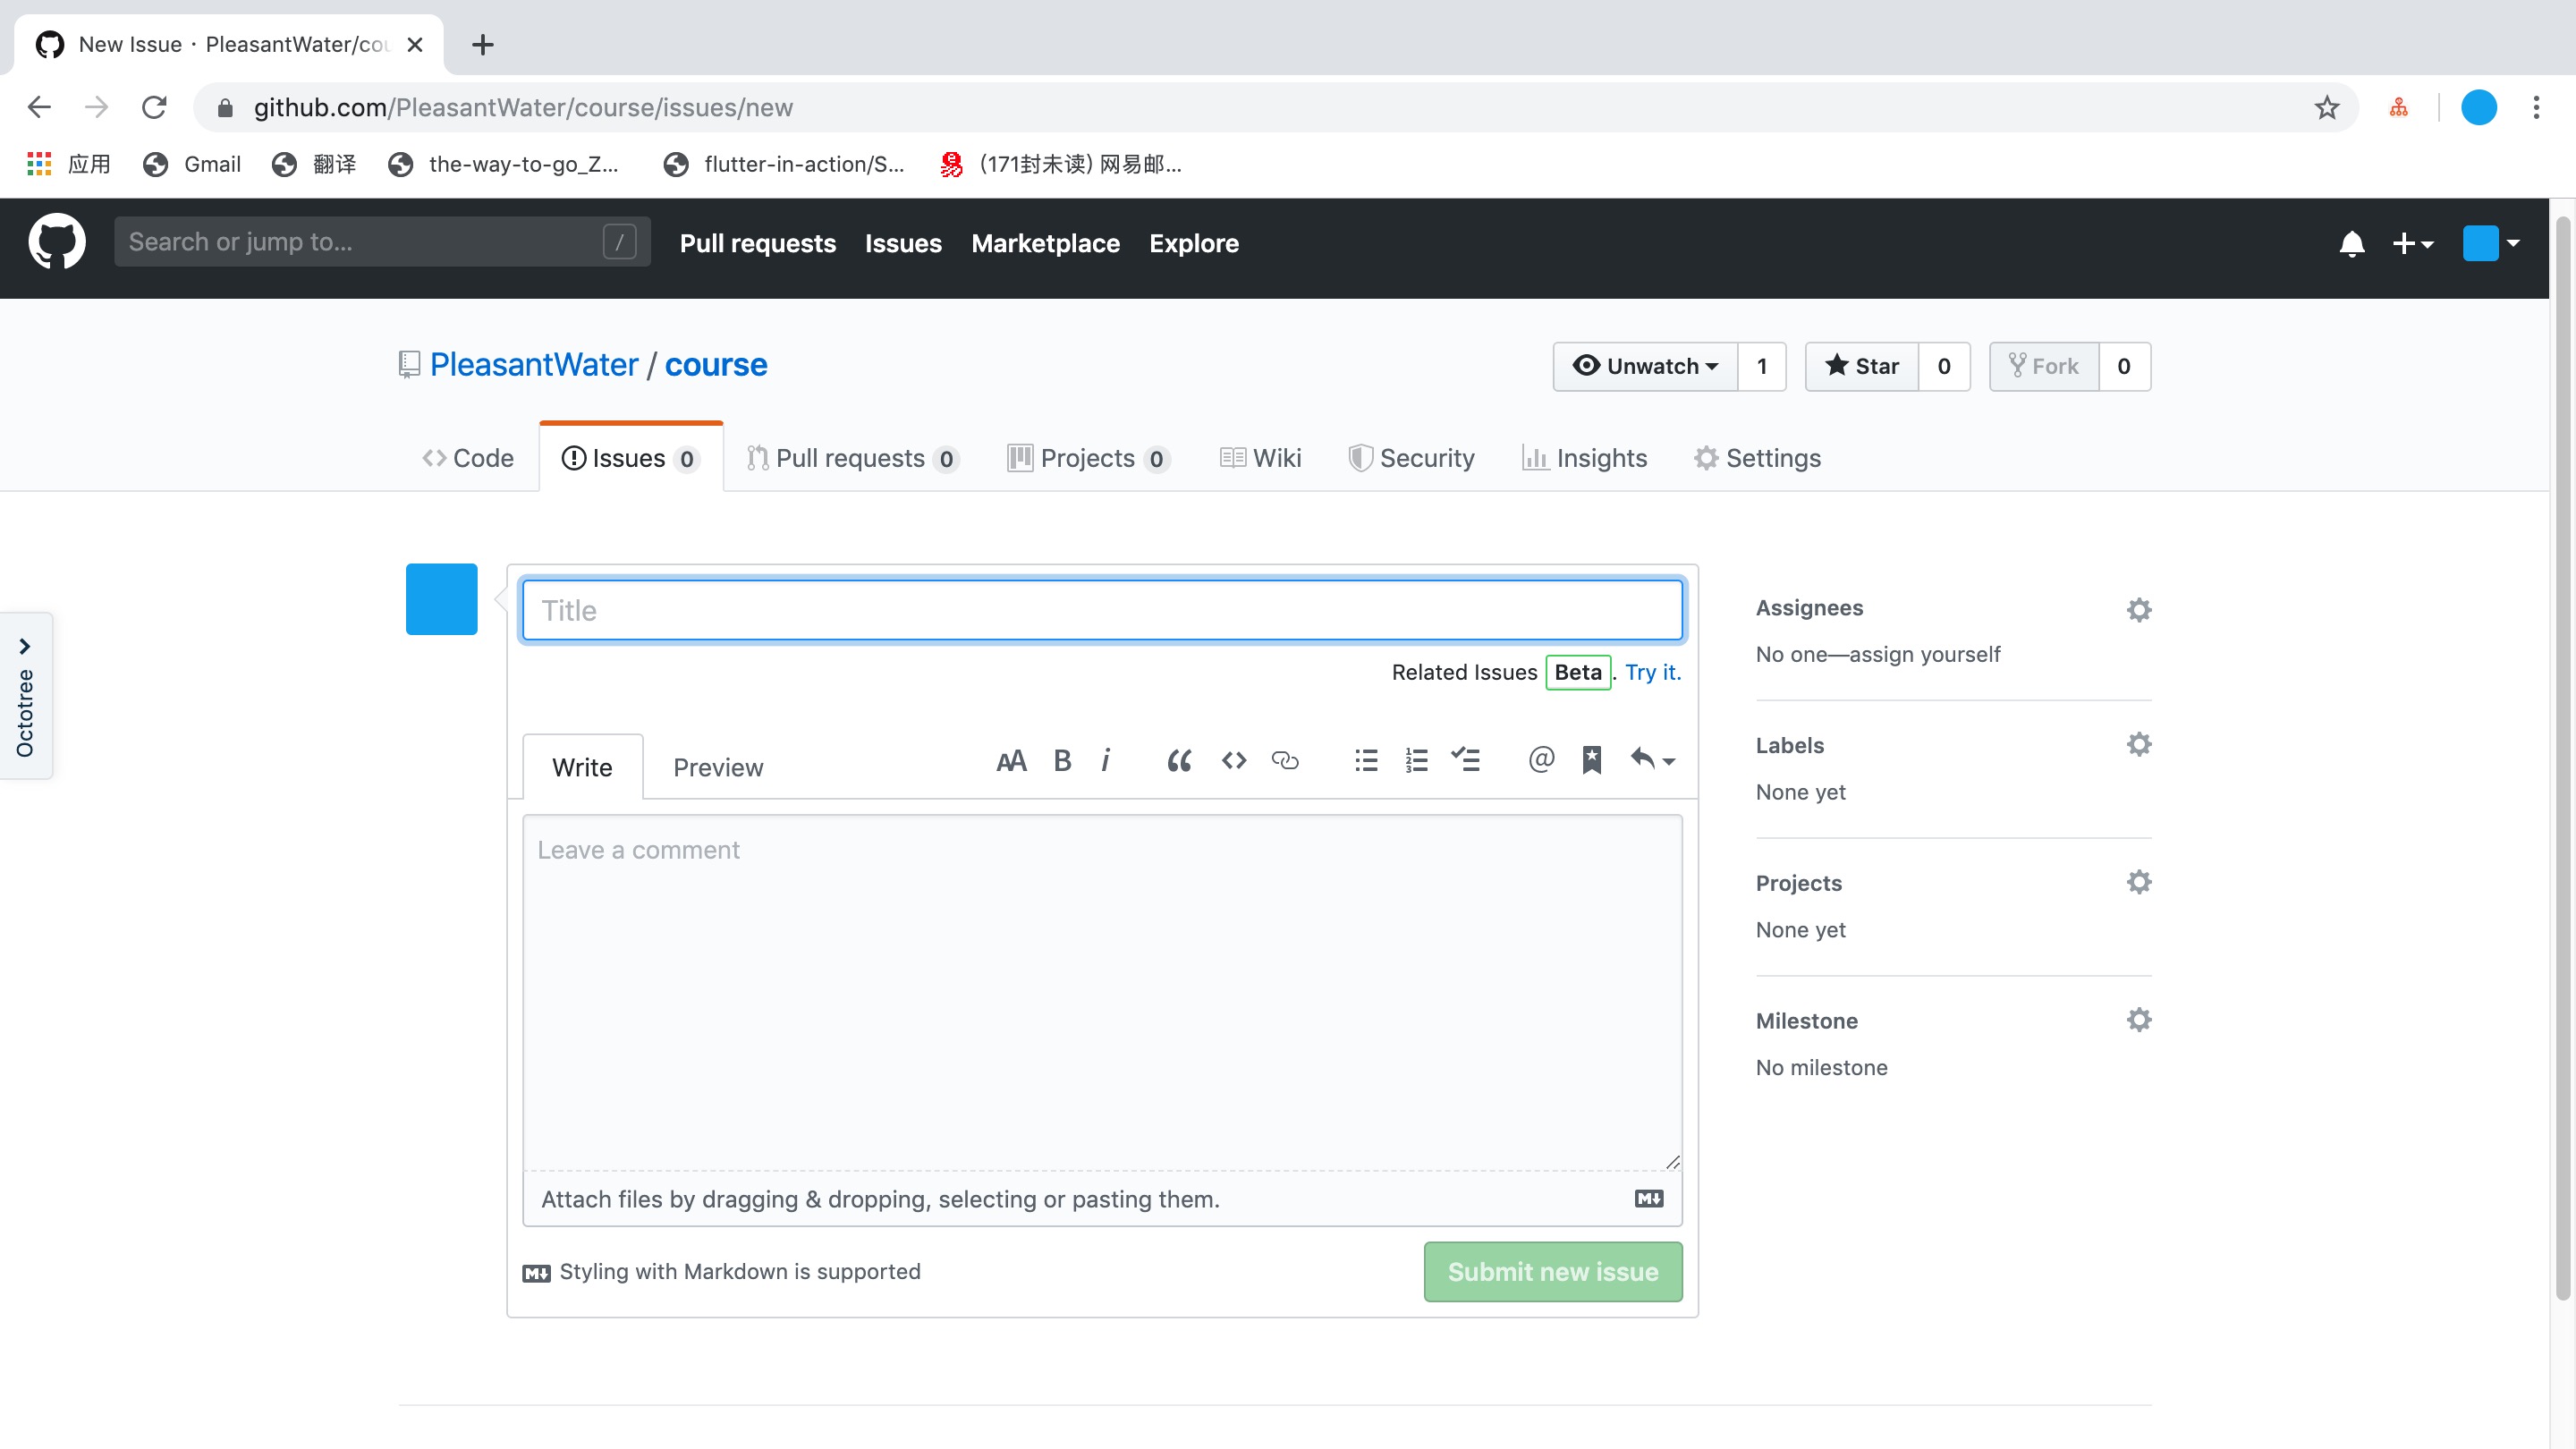 New Issue · PleasantWater/cou
github.com/PleasantWater/course/issues/new
应用 Gmail 翻译 the-way-to-go_Z... flutter-in-action/S... (171封未读) 网易邮...
Search or jump to... / Pull requests Issues Marketplace Explore
PleasantWater / course Unwatch 1 Star 0 Fork 0
Code Issues 0 Pull requests 0 Projects 0 Wiki Security Insights Settings
Octotree
Title
Related Issues Beta . Try it.
Write Preview
Leave a comment
Attach files by dragging & dropping, selecting or pasting them.
Styling with Markdown is supported
Submit new issue
Assignees
No one—assign yourself
Labels
None yet
Projects
None yet
Milestone
No milestone